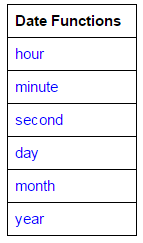 Date Functions
hour
minute
second
day
month
year